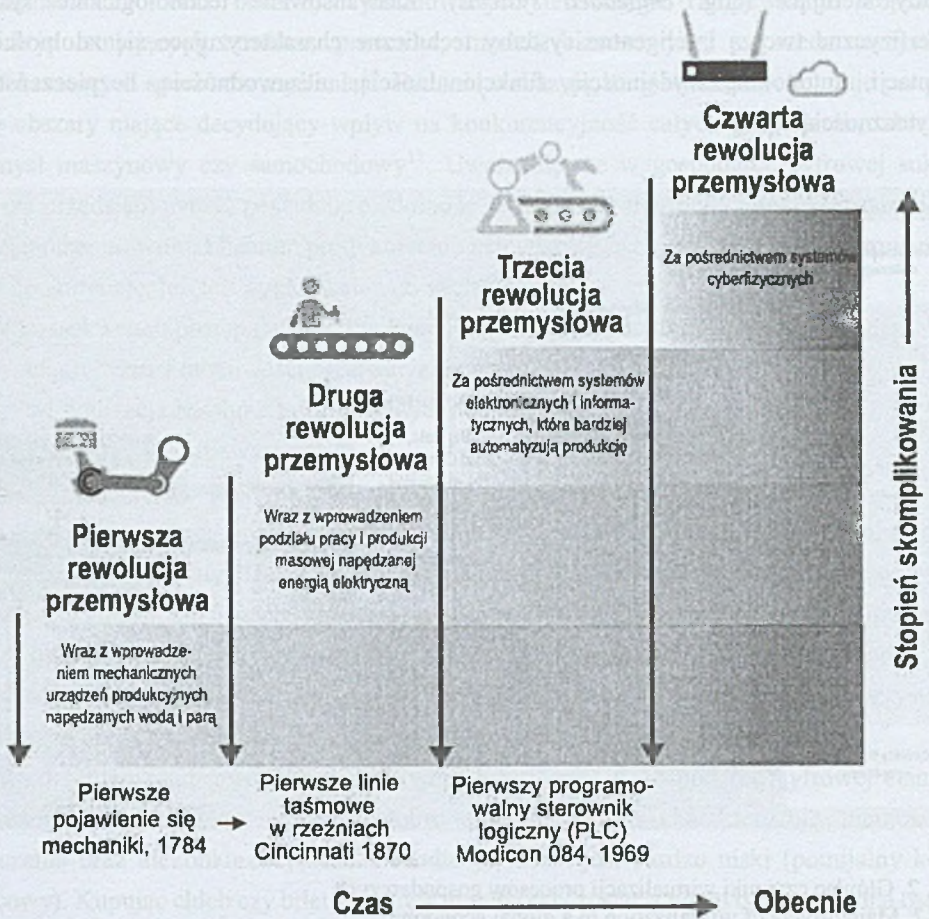 Czwarta
rewolucja
przemysłowa
Za pośrednictwem systemów
cyberfizycznych
Trzecia
rewolucja
przemysłowa
Za pośrednictwem systemów
elektronicznych i informa-
tycznych, które bardziej
automatyzują produkcję
Druga
rewolucja
przemysłowa
Wraz z wprowadzeniem
podziału pracy i produkcji
masowej napędzanej
energią elektryczną
Pierwsza
rewolucja
przemysłowa
Wraz z wprowadze-
niem mechanicznych
urządzeń produkcyjnych
napędzanych wodą i parą
Stopień skomplikowania
Pierwsze
pojawienie się
mechaniki, 1784
Pierwsze linie
taśmowe
w rzeźniach
Cincinnati 1870
Pierwszy programo-
walny sterownik
logiczny (PLC)
Modicon 084, 1969
Czas
Obecnie